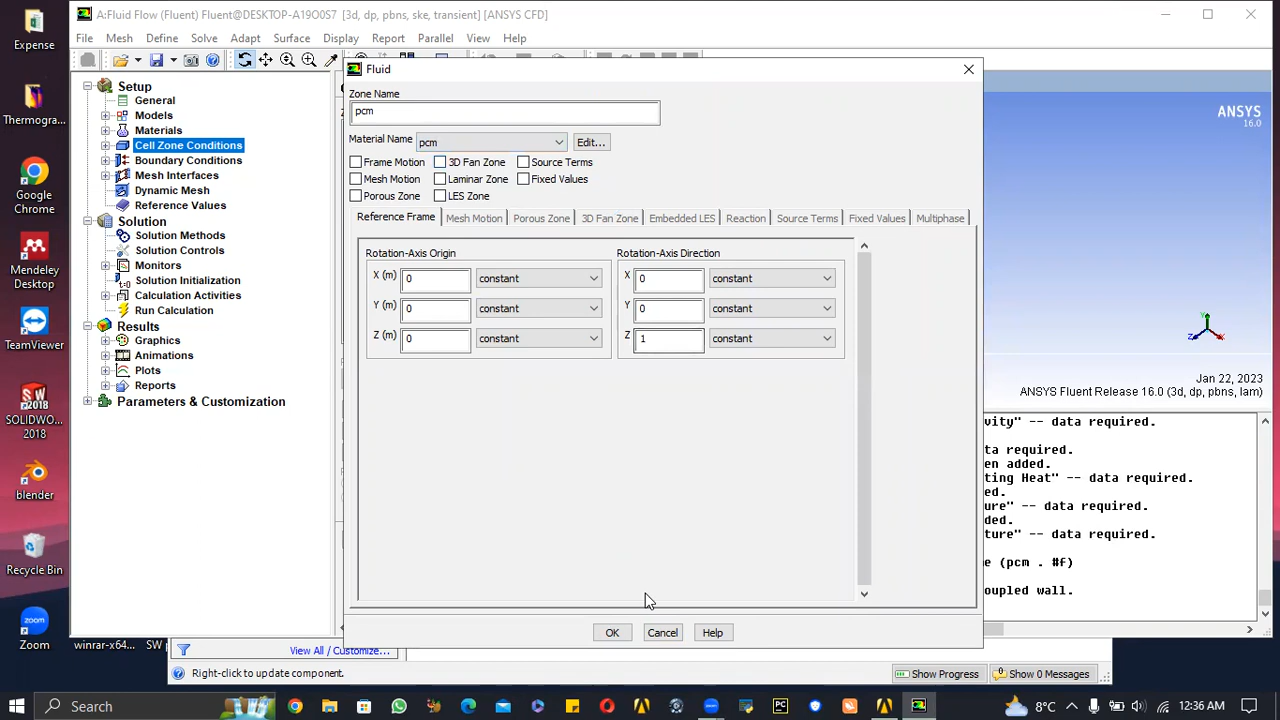 Expense
Thermogra...
Google
Chrome
Mendeley
Desktop
TeamViewer
SOLIDWO...
2018
blender
Recycle Bin
Zoom
winrar-x64...
SW p
A:Fluid Flow (Fluent) Fluent@DESKTOP-A19O0S7 [3d, dp, pbns, ske, transient] [ANSYS CFD]
File Mesh Define Solve Adapt Surface Display Report Parallel View Help
Setup
General
Models
Materials
Cell Zone Conditions
Boundary Conditions
Mesh Interfaces
Dynamic Mesh
Reference Values
Solution
Solution Methods
Solution Controls
Monitors
Solution Initialization
Calculation Activities
Run Calculation
Results
Graphics
Animations
Plots
Reports
Parameters & Customization
Fluid
Zone Name
pcm
Material Name pcm Edit...
Frame Motion 3D Fan Zone Source Terms
Mesh Motion Laminar Zone Fixed Values
Porous Zone LES Zone
Reference Frame Mesh Motion Porous Zone 3D Fan Zone Embedded LES Reaction Source Terms Fixed Values Multiphase
Rotation-Axis Origin Rotation-Axis Direction
X (m) 0 constant X 0 constant
Y (m) 0 constant Y 0 constant
Z (m) 0 constant Z 1 constant
OK Cancel Help
ANSYS
16.0
Y
Z X
Jan 22, 2023
ANSYS Fluent Release 16.0 (3d, dp, pbns, lam)
vity" -- data required.
ta required.
en added.
ting Heat" -- data required.
ed.
ure" -- data required.
ded.
ture" -- data required.
e (pcm . #f)
oupled wall.
View All / Customize...
Right-click to update component.
Show Progress
Show 0 Messages
Search
8°C
12:36 AM